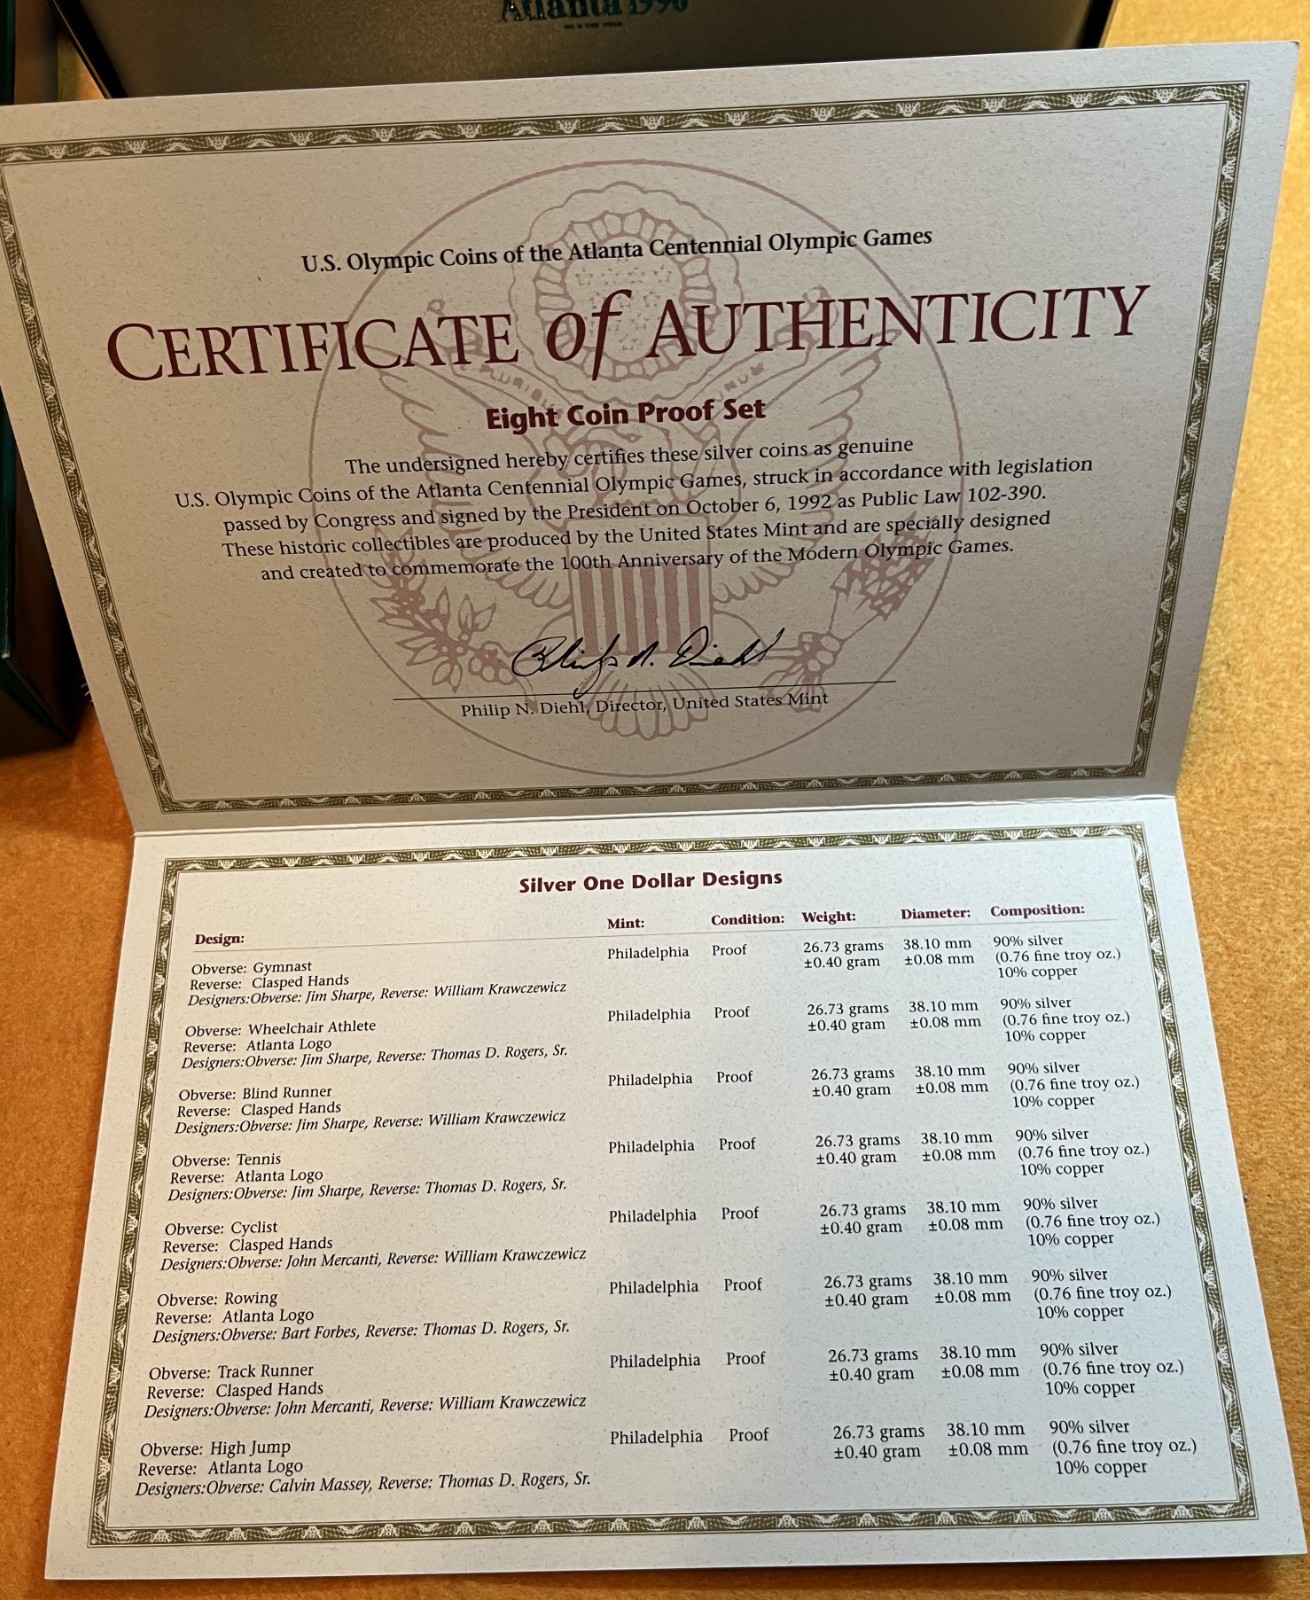 Atlanta 1996
U.S. Olympic Coins of the Atlanta Centennial Olympic Games
CERTIFICATE of AUTHENTICITY
Eight Coin Proof Set
The undersigned hereby certifies these silver coins as genuine
U.S. Olympic Coins of the Atlanta Centennial Olympic Games, struck in accordance with legislation
passed by Congress and signed by the President on October 6, 1992 as Public Law 102-390.
These historic collectibles are produced by the United States Mint and are specially designed
and created to commemorate the 100th Anniversary of the Modern Olympic Games.
Philip N. Diehl
Philip N. Diehl, Director, United States Mint
Silver One Dollar Designs
Design: Mint: Condition: Weight: Diameter: Composition:
Obverse: Gymnast Philadelphia Proof 26.73 grams 38.10 mm 90% silver
Reverse: Clasped Hands ±0.40 gram ±0.08 mm (0.76 fine troy oz.)
Designers:Obverse: Jim Sharpe, Reverse: William Krawczewicz 10% copper
Obverse: Wheelchair Athlete Philadelphia Proof 26.73 grams 38.10 mm 90% silver
Reverse: Atlanta Logo ±0.40 gram ±0.08 mm (0.76 fine troy oz.)
Designers:Obverse: Jim Sharpe, Reverse: Thomas D. Rogers, Sr. 10% copper
Obverse: Blind Runner Philadelphia Proof 26.73 grams 38.10 mm 90% silver
Reverse: Clasped Hands ±0.40 gram ±0.08 mm (0.76 fine troy oz.)
Designers:Obverse: Jim Sharpe, Reverse: William Krawczewicz 10% copper
Obverse: Tennis Philadelphia Proof 26.73 grams 38.10 mm 90% silver
Reverse: Atlanta Logo ±0.40 gram ±0.08 mm (0.76 fine troy oz.)
Designers:Obverse: Jim Sharpe, Reverse: Thomas D. Rogers, Sr. 10% copper
Obverse: Cyclist Philadelphia Proof 26.73 grams 38.10 mm 90% silver
Reverse: Clasped Hands ±0.40 gram ±0.08 mm (0.76 fine troy oz.)
Designers:Obverse: John Mercanti, Reverse: William Krawczewicz 10% copper
Obverse: Rowing Philadelphia Proof 26.73 grams 38.10 mm 90% silver
Reverse: Atlanta Logo ±0.40 gram ±0.08 mm (0.76 fine troy oz.)
Designers:Obverse: Bart Forbes, Reverse: Thomas D. Rogers, Sr. 10% copper
Obverse: Track Runner Philadelphia Proof 26.73 grams 38.10 mm 90% silver
Reverse: Clasped Hands ±0.40 gram ±0.08 mm (0.76 fine troy oz.)
Designers:Obverse: John Mercanti, Reverse: William Krawczewicz 10% copper
Obverse: High Jump Philadelphia Proof 26.73 grams 38.10 mm 90% silver
Reverse: Atlanta Logo ±0.40 gram ±0.08 mm (0.76 fine troy oz.)
Designers:Obverse: Calvin Massey, Reverse: Thomas D. Rogers, Sr. 10% copper